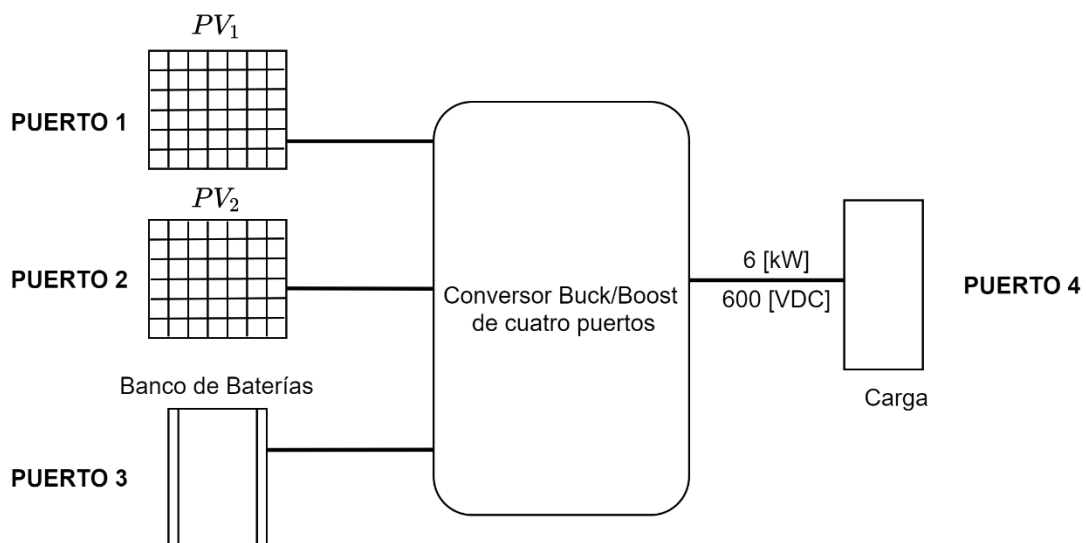 PV₁
PUERTO 1
PV₂
PUERTO 2
Banco de Baterías
PUERTO 3
Conversor Buck/Boost
de cuatro puertos
6 [kW]
600 [VDC]
PUERTO 4
Carga